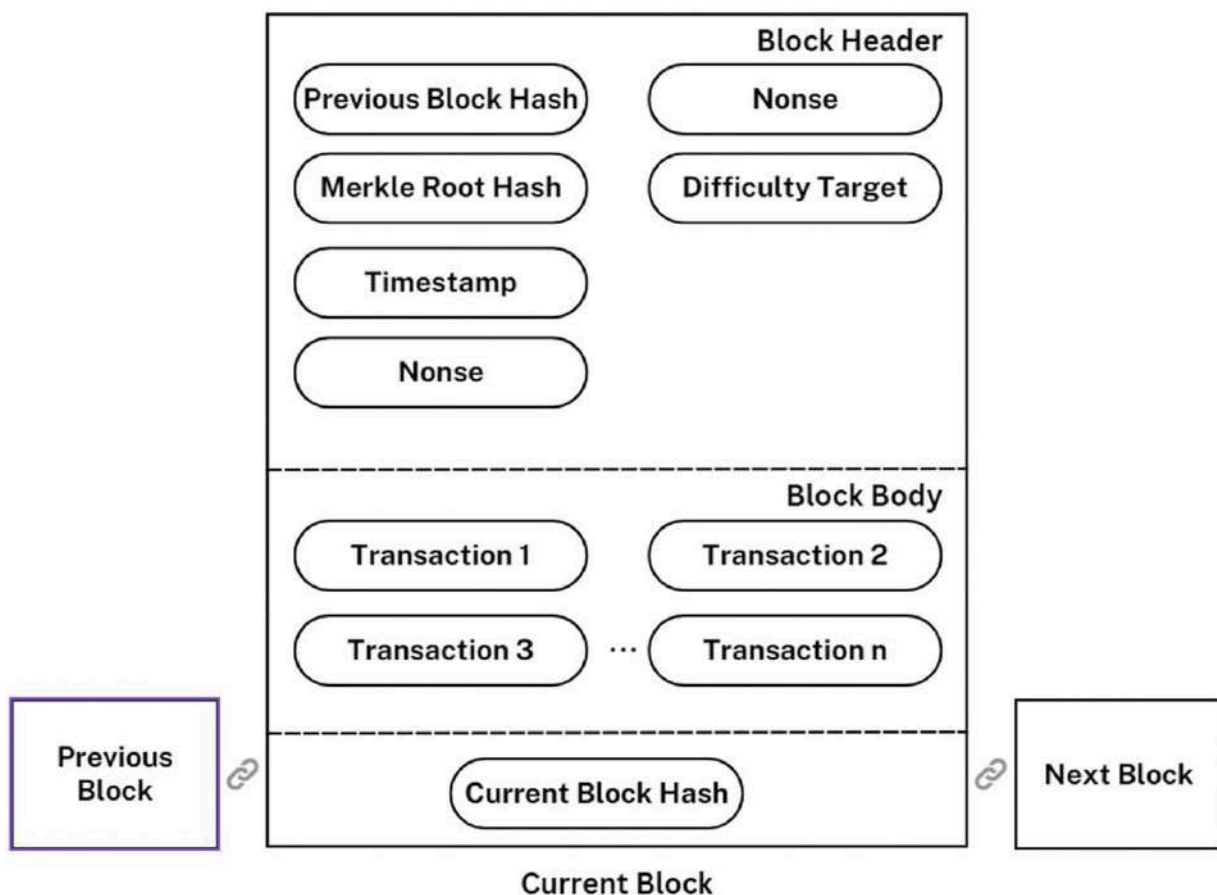 Block Header
Previous Block Hash
Nonse
Merkle Root Hash
Difficulty Target
Timestamp
Nonse
Block Body
Transaction 1
Transaction 2
Transaction 3
...
Transaction n
Previous
Block
Current Block Hash
Next Block
Current Block